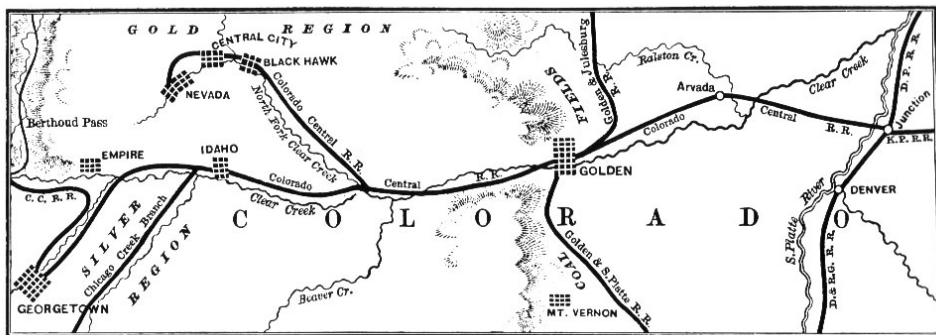 GOLD REGION
CENTRAL CITY
BLACK HAWK
NEVADA
Colorado Central R. R.
North Fork Clear Creek
Berthoud Pass
EMPIRE
IDAHO
C. C. R. R.
Colorado
Clear Creek
Central R. R.
SILVER REGION
Chicago Creek Branch
GEORGETOWN
Beaver Cr.
COLORADO
COAL FIELDS
Golden & Julesburg R. R.
GOLDEN
Golden & S. Platte R. R.
MT. VERNON
Ralston Cr.
Clear Creek
Arvada
Colorado Central R. R.
D. P. R. R.
Junction
K. P. R. R.
S. Platte River
DENVER
D. & R. G. R. R.